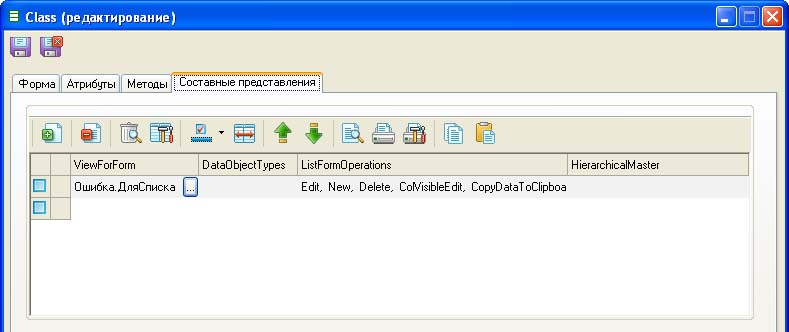 Class (редактирование)
Форма Атрибуты Методы Составные представления
ViewForForm DataObjectTypes ListFormOperations HierarchicalMaster
Ошибка.ДляСписка ... Edit, New, Delete, ColVisibleEdit, CopyDataToClipboa